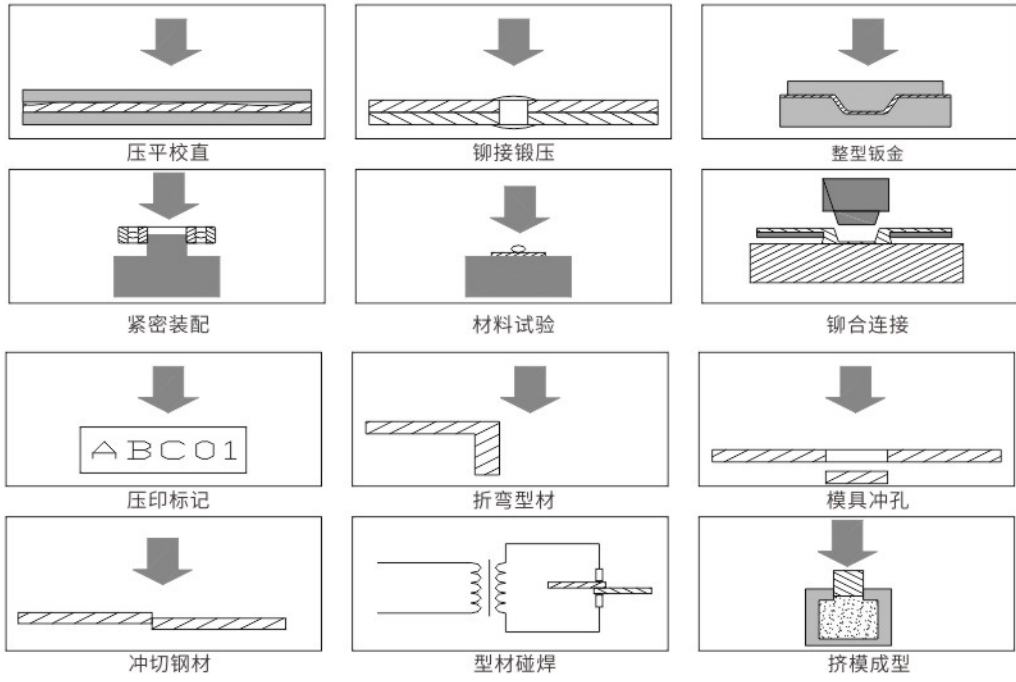 压平校直
铆接锻压
整型钣金
紧密装配
材料试验
铆合连接
ABC01
压印标记
折弯型材
模具冲孔
冲切钢材
型材碰焊
挤模成型